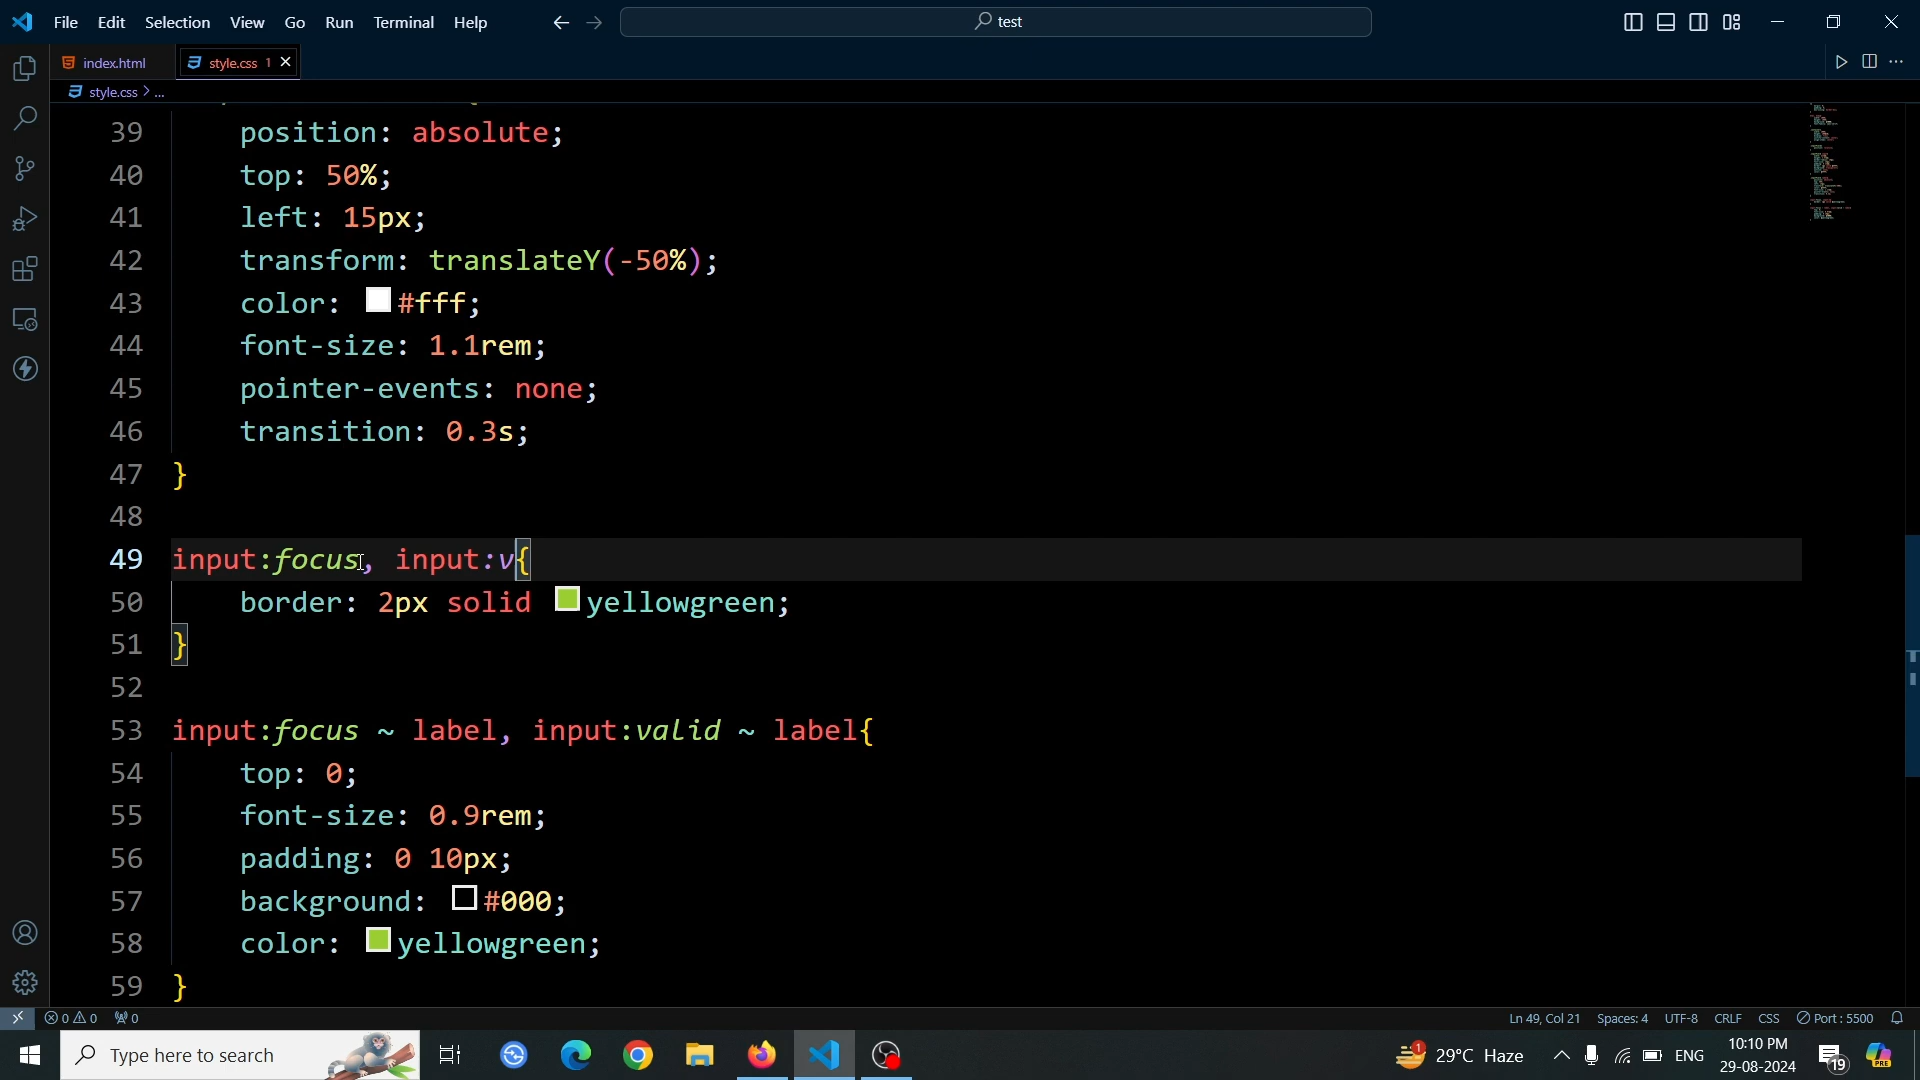 File Edit Selection View Go Run Terminal Help
test
index.html
style.css 1
style.css > ...
39 position: absolute;
40 top: 50%;
41 left: 15px;
42 transform: translateY(-50%);
43 color: #fff;
44 font-size: 1.1rem;
45 pointer-events: none;
46 transition: 0.3s;
47 }
48
49 input:focus, input:v{
50 border: 2px solid yellowgreen;
51 }
52
53 input:focus ~ label, input:valid ~ label{
54 top: 0;
55 font-size: 0.9rem;
56 padding: 0 10px;
57 background: #000;
58 color: yellowgreen;
59 }
0 0 0
Ln 49, Col 21 Spaces: 4 UTF-8 CRLF CSS Port : 5500
Type here to search
1 29°C Haze
ENG
10:10 PM
29-08-2024
19
PRE